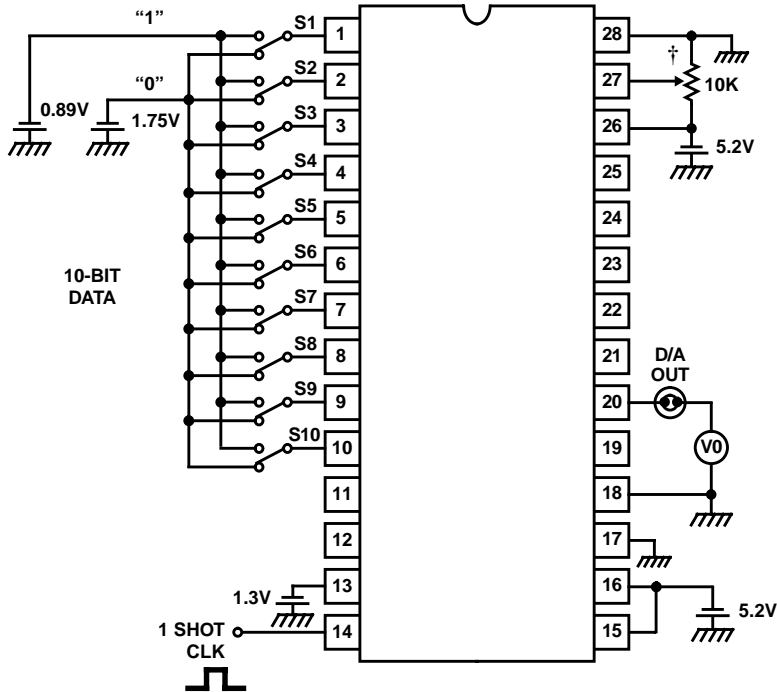 “1”
“0”
0.89V
1.75V
10-BIT
DATA
S1
S2
S3
S4
S5
S6
S7
S8
S9
S10
1
2
3
4
5
6
7
8
9
10
11
12
13
14
1.3V
1 SHOT
CLK
28
27
26
25
24
23
22
21
20
19
18
17
16
15
†
10K
5.2V
D/A
OUT
V0
5.2V